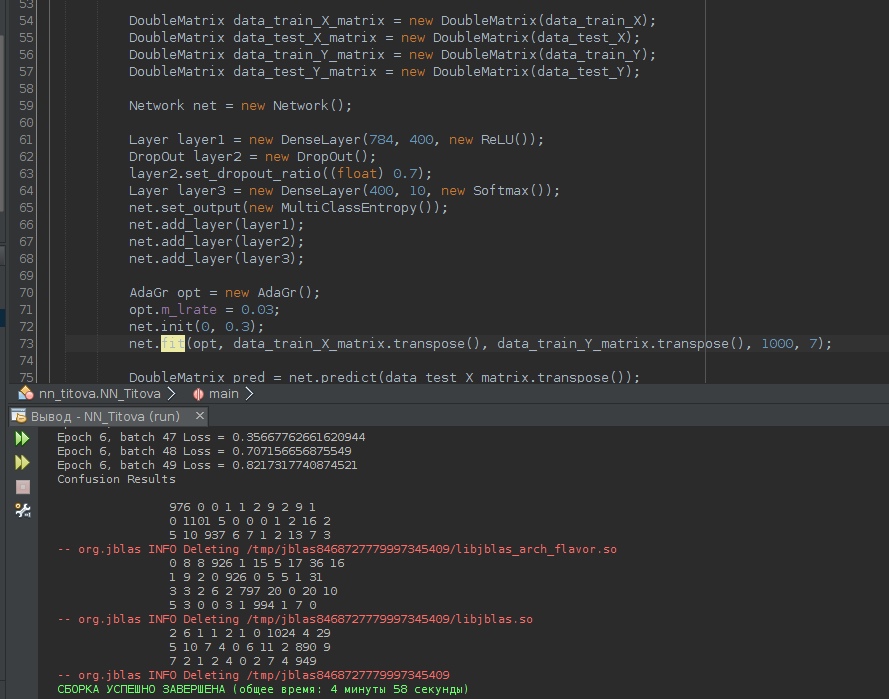 53
54 DoubleMatrix data_train_X_matrix = new DoubleMatrix(data_train_X);
55 DoubleMatrix data_test_X_matrix = new DoubleMatrix(data_test_X);
56 DoubleMatrix data_train_Y_matrix = new DoubleMatrix(data_train_Y);
57 DoubleMatrix data_test_Y_matrix = new DoubleMatrix(data_test_Y);
58
59 Network net = new Network();
60
61 Layer layer1 = new DenseLayer(784, 400, new ReLU());
62 DropOut layer2 = new DropOut();
63 layer2.set_dropout_ratio((float) 0.7);
64 Layer layer3 = new DenseLayer(400, 10, new Softmax());
65 net.set_output(new MultiClassEntropy());
66 net.add_layer(layer1);
67 net.add_layer(layer2);
68 net.add_layer(layer3);
69
70 AdaGr opt = new AdaGr();
71 opt.m_lrate = 0.03;
72 net.init(0, 0.3);
73 net.fit(opt, data_train_X_matrix.transpose(), data_train_Y_matrix.transpose(), 1000, 7);
74
75 DoubleMatrix pred = net.predict(data_test_X_matrix.transpose());
nn_titova.NN_Titova main
Вывод - NN_Titova (run) ×
Epoch 6, batch 47 Loss = 0.35667762661620944
Epoch 6, batch 48 Loss = 0.707156656875549
Epoch 6, batch 49 Loss = 0.8217317740874521
Confusion Results
976 0 0 1 1 2 9 2 9 1
0 1101 5 0 0 0 1 2 16 2
5 10 937 6 7 1 2 13 7 3
-- org.jblas INFO Deleting /tmp/jblas8468727779997345409/libjblas_arch_flavor.so
0 8 8 926 1 15 5 17 36 16
1 9 2 0 926 0 5 5 1 31
3 3 2 6 2 797 20 0 20 10
5 3 0 0 3 1 994 1 7 0
-- org.jblas INFO Deleting /tmp/jblas8468727779997345409/libjblas.so
2 6 1 1 2 1 0 1024 4 29
5 10 7 4 0 6 11 2 890 9
7 2 1 2 4 0 2 7 4 949
-- org.jblas INFO Deleting /tmp/jblas8468727779997345409
СБОРКА УСПЕШНО ЗАВЕРШЕНА (общее время: 4 минуты 58 секунды)